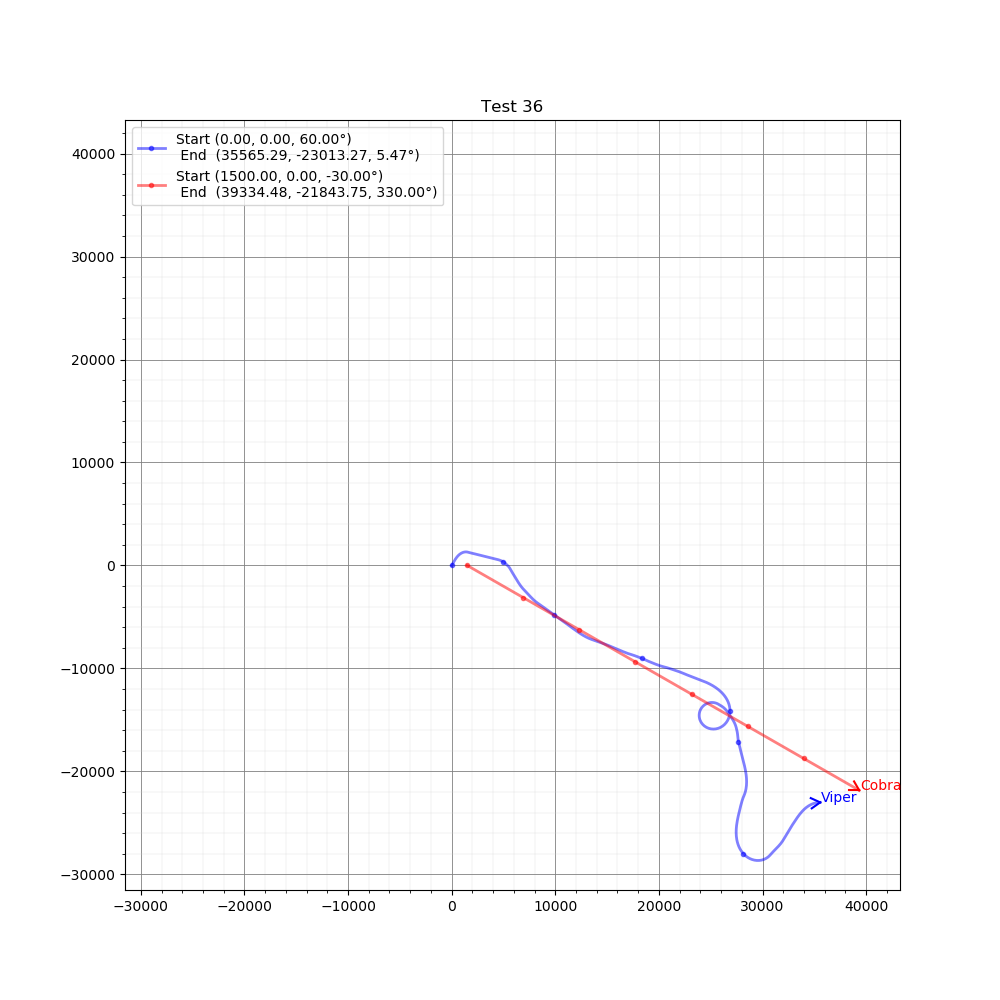 Test 36
Start (0.00, 0.00, 60.00°)
End (35565.29, -23013.27, 5.47°)
Start (1500.00, 0.00, -30.00°)
End (39334.48, -21843.75, 330.00°)
40000
30000
20000
10000
0
−10000
−20000
−30000
Cobra
Viper
−30000 −20000 −10000 0 10000 20000 30000 40000